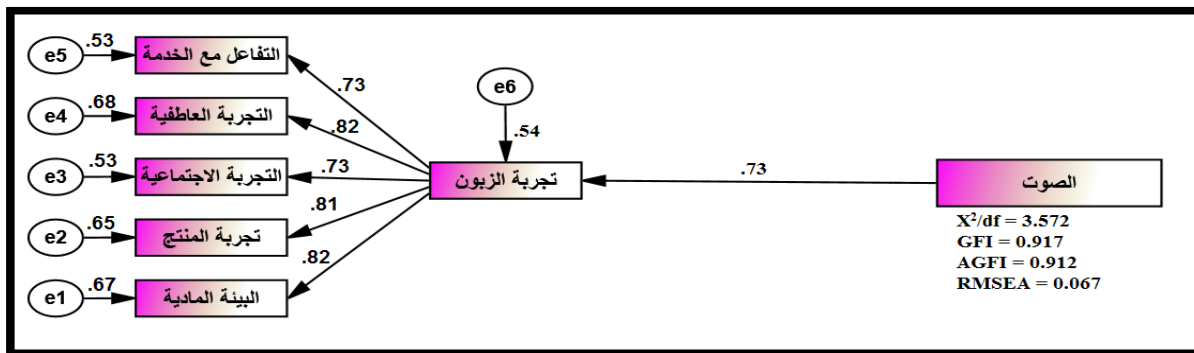 e5
.53
التفاعل مع الخدمة
.73
e4
.68
التجربة العاطفية
.82
e3
.53
التجربة الاجتماعية
.73
e2
.65
تجربة المنتج
.81
e1
.67
البيئة المادية
.82
e6
.54
تجربة الزبون
.73
الصوت
X²/df = 3.572
GFI = 0.917
AGFI = 0.912
RMSEA = 0.067